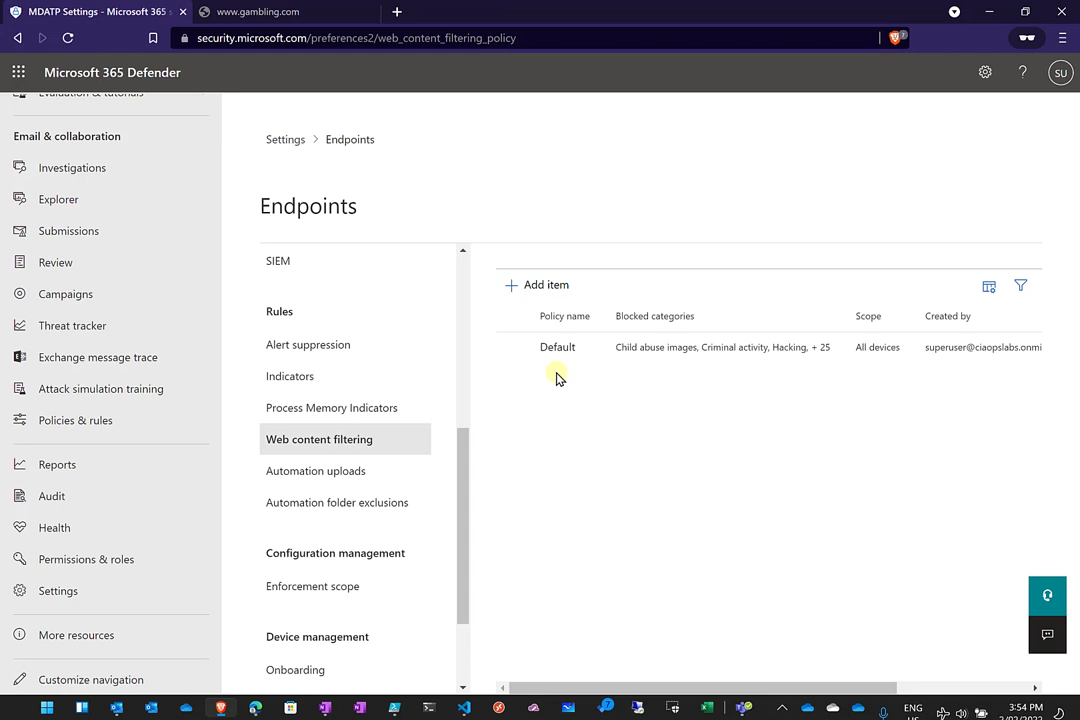 MDATP Settings - Microsoft 365
www.gambling.com
security.microsoft.com/preferences2/web_content_filtering_policy
Microsoft 365 Defender
SU
Evaluation & tutorials
Email & collaboration
Investigations
Explorer
Submissions
Review
Campaigns
Threat tracker
Exchange message trace
Attack simulation training
Policies & rules
Reports
Audit
Health
Permissions & roles
Settings
More resources
Customize navigation
Settings > Endpoints
Endpoints
SIEM
Rules
Alert suppression
Indicators
Process Memory Indicators
Web content filtering
Automation uploads
Automation folder exclusions
Configuration management
Enforcement scope
Device management
Onboarding
+ Add item
Policy name Blocked categories Scope Created by
Default Child abuse images, Criminal activity, Hacking, + 25 All devices superuser@ciaopslabs.onmi
ENG
3:54 PM